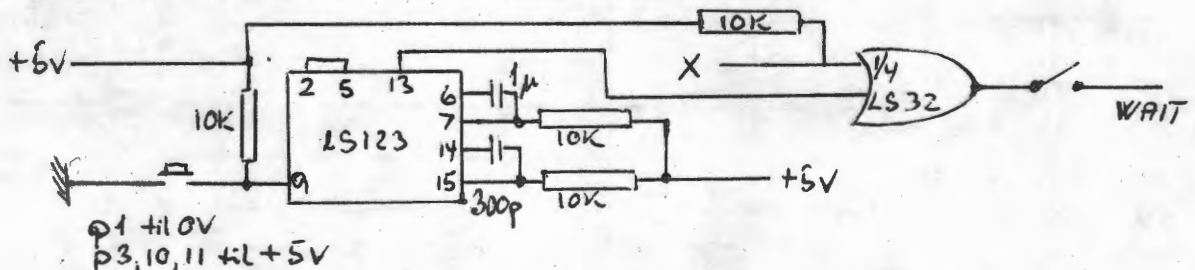 10K
+5V
X
1/4
LS32
WAIT
2 5 13
1µ
6
7
10K
LS123
10K
14
9
15
300p
10K
+5V
p1 til 0V
p3,10,11 til +5V